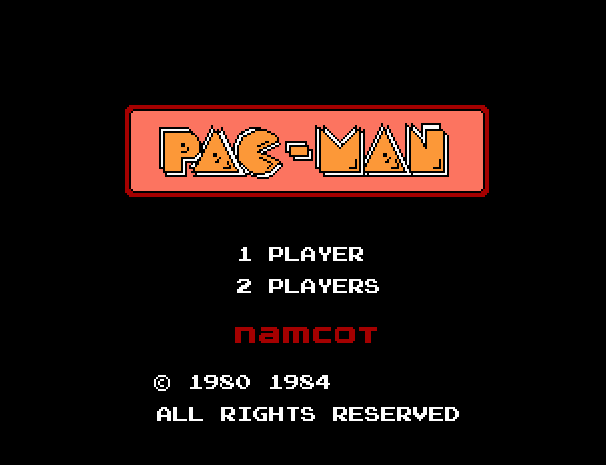 PAC-MAN
1 PLAYER
2 PLAYERS
namcot
© 1980 1984
ALL RIGHTS RESERVED